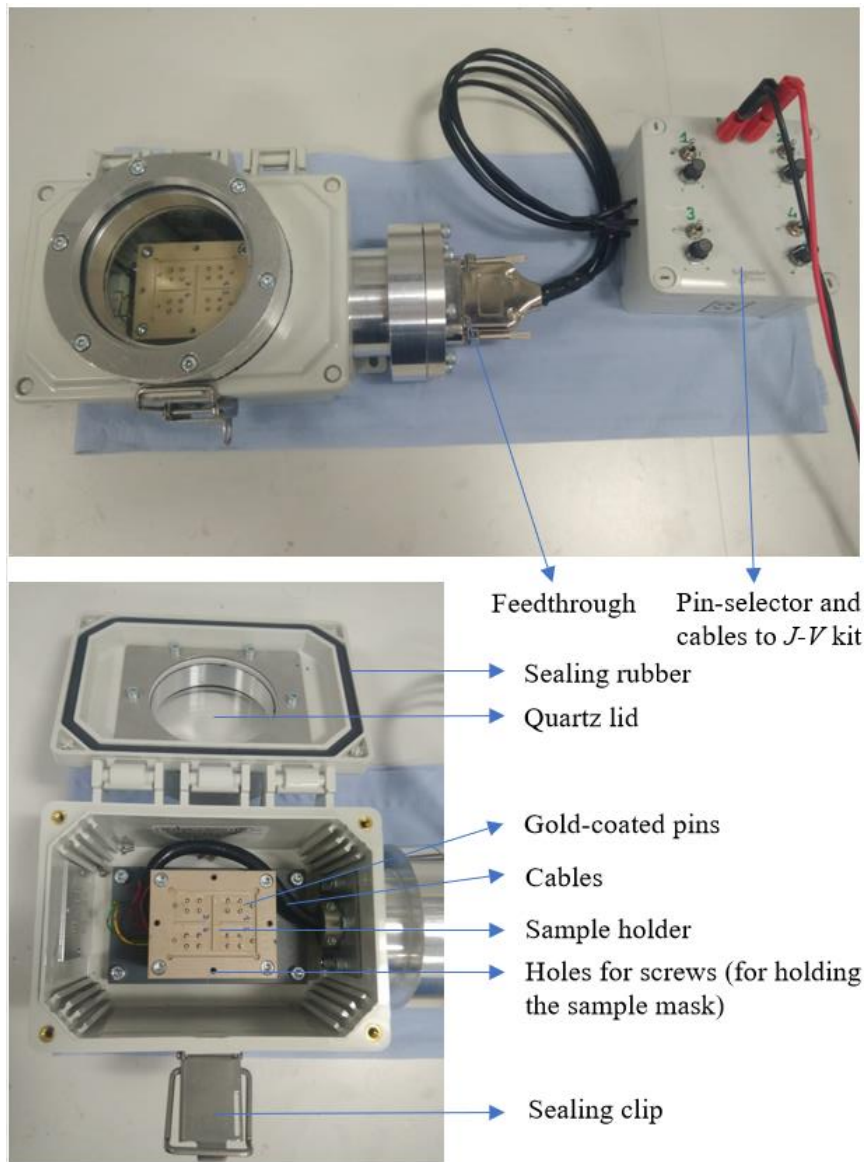 1
2
3
4
Feedthrough
Pin-selector and
cables to J-V kit
Sealing rubber
Quartz lid
Gold-coated pins
Cables
Sample holder
Holes for screws (for holding
the sample mask)
Sealing clip